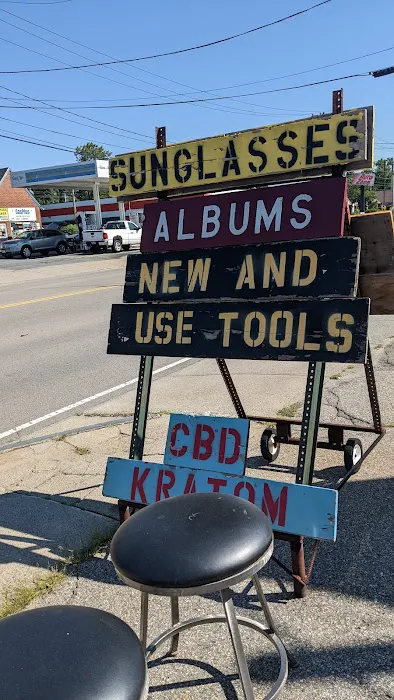 SUNGLASSES
ALBUMS
NEW AND
USE TOOLS
CBD
KRATOM